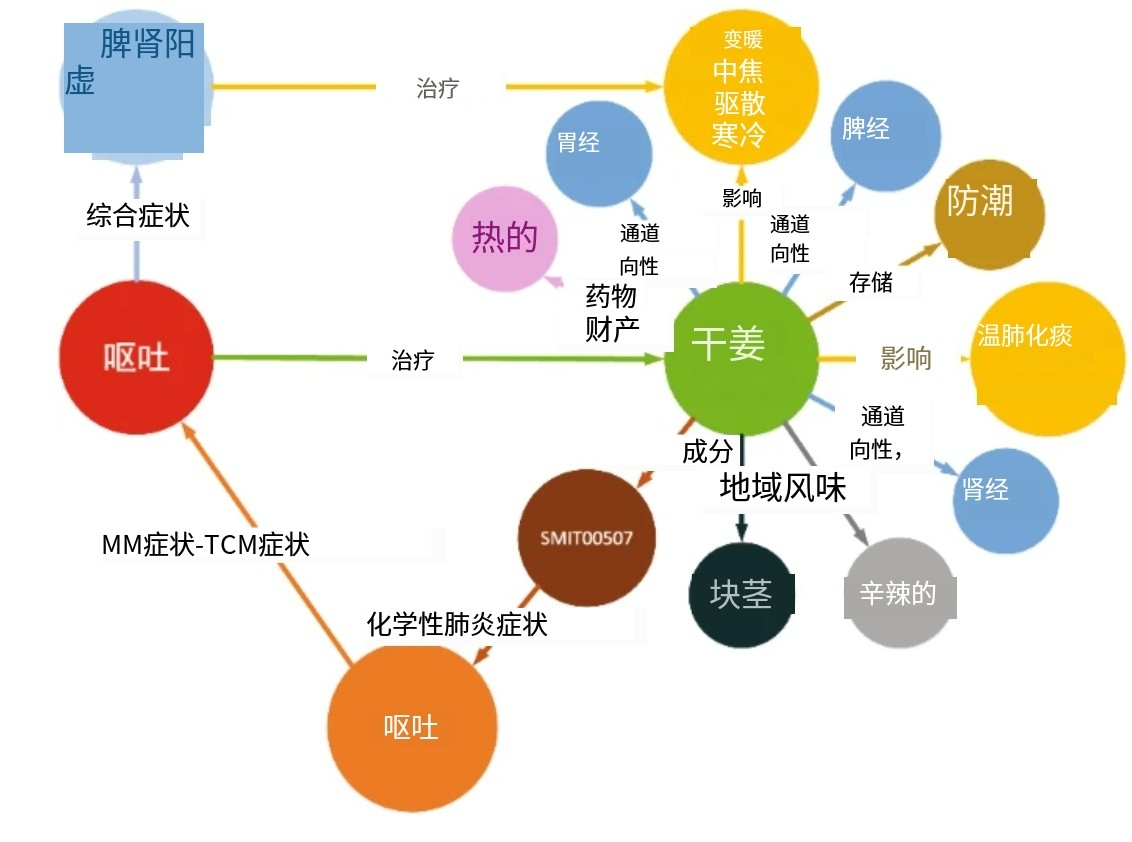 脾肾阳
虚
治疗
变暖
中焦
驱散
寒冷
胃经
脾经
综合症状
影响
防潮
热的
通道
向性
通道
向性
存储
药物
财产
呕吐
治疗
干姜
影响
温肺化痰
通道
向性，
成分
地域风味
肾经
SMIT00507
MM症状-TCM症状
块茎
辛辣的
化学性肺炎症状
呕吐